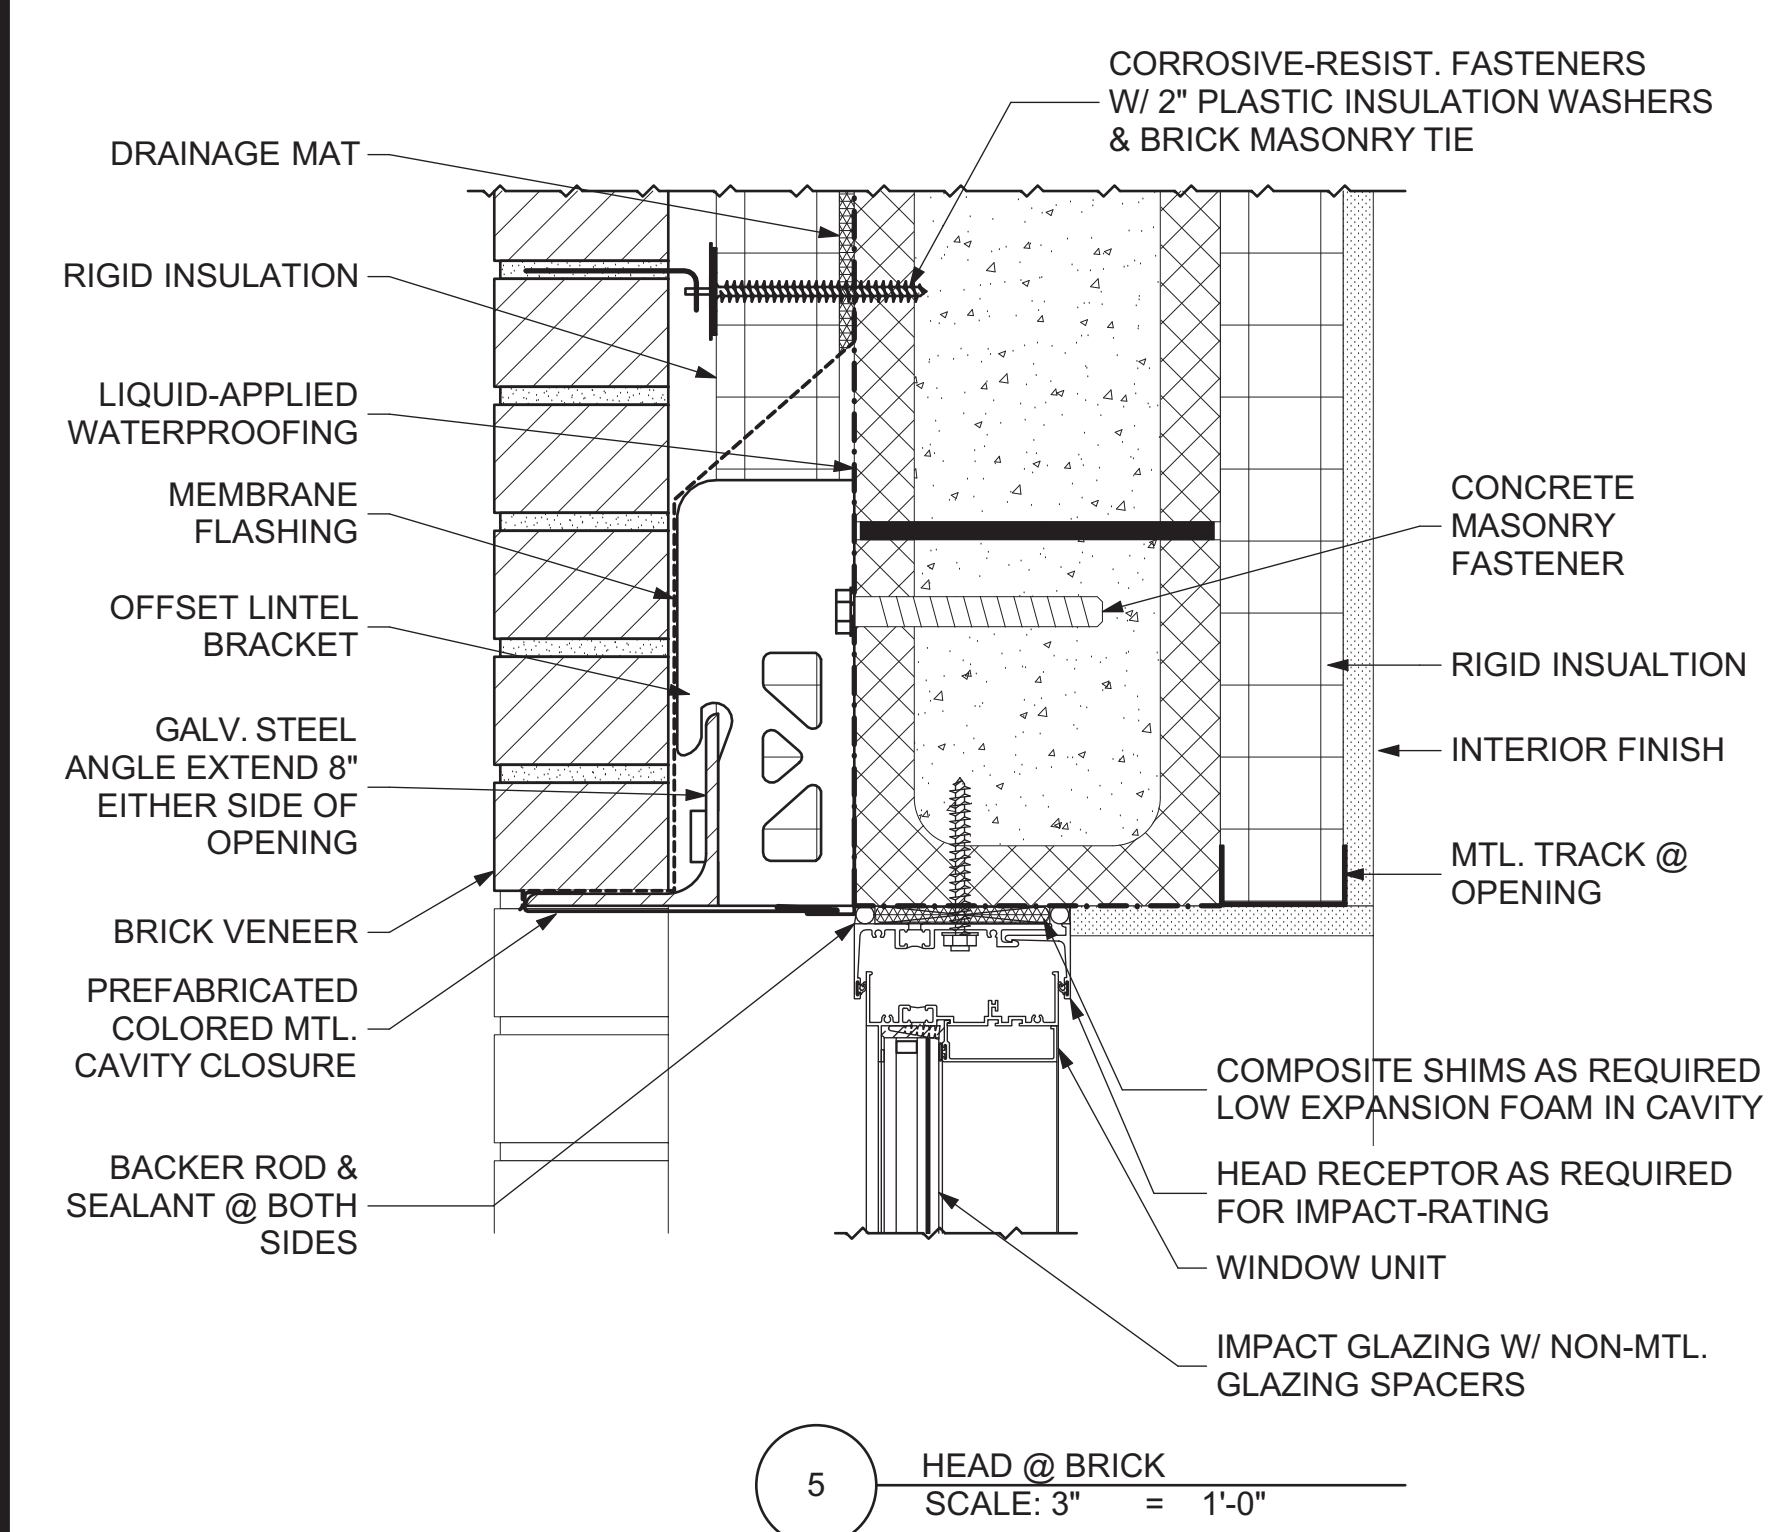 CORROSIVE-RESIST. FASTENERS
W/ 2" PLASTIC INSULATION WASHERS
& BRICK MASONRY TIE
DRAINAGE MAT
RIGID INSULATION
LIQUID-APPLIED
WATERPROOFING
MEMBRANE
FLASHING
OFFSET LINTEL
BRACKET
GALV. STEEL
ANGLE EXTEND 8"
EITHER SIDE OF
OPENING
BRICK VENEER
PREFABRICATED
COLORED MTL.
CAVITY CLOSURE
BACKER ROD &
SEALANT @ BOTH
SIDES
CONCRETE
MASONRY
FASTENER
RIGID INSUALTION
INTERIOR FINISH
MTL. TRACK @
OPENING
COMPOSITE SHIMS AS REQUIRED
LOW EXPANSION FOAM IN CAVITY
HEAD RECEPTOR AS REQUIRED
FOR IMPACT-RATING
WINDOW UNIT
IMPACT GLAZING W/ NON-MTL.
GLAZING SPACERS
5
HEAD @ BRICK
SCALE: 3" = 1'-0"